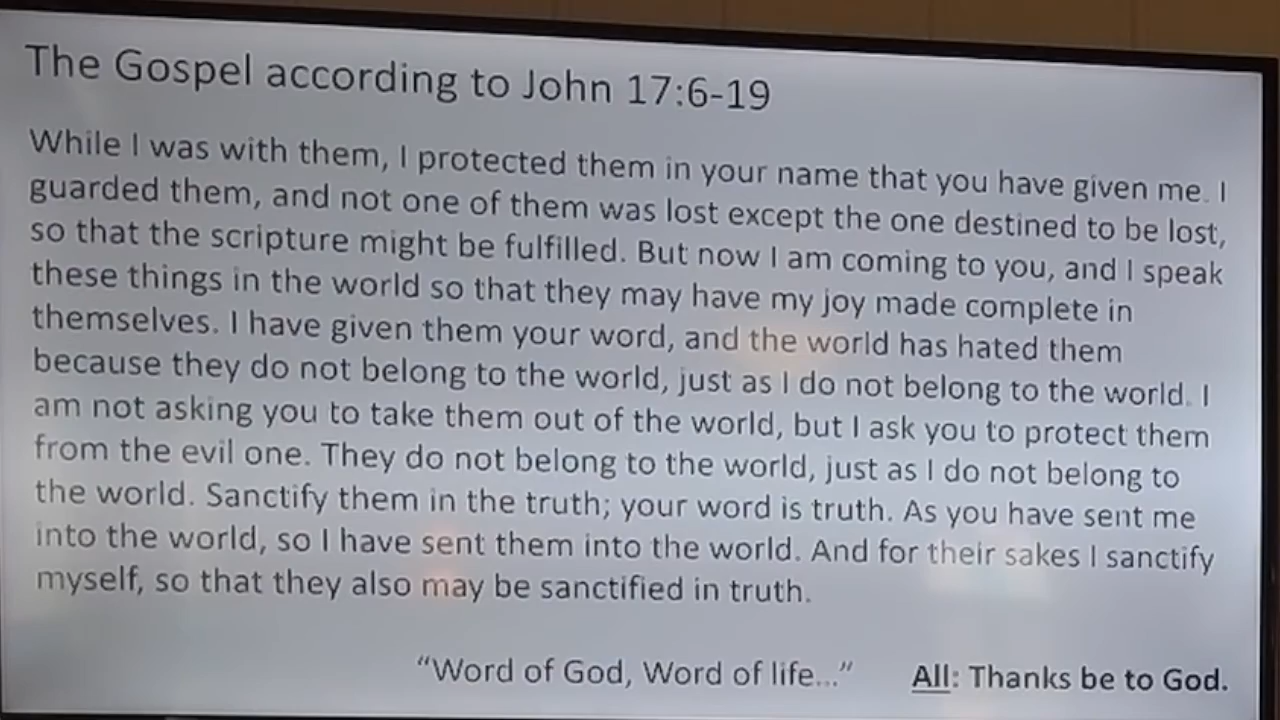 The Gospel according to John 17:6-19
While I was with them, I protected them in your name that you have given me. I
guarded them, and not one of them was lost except the one destined to be lost,
so that the scripture might be fulfilled. But now I am coming to you, and I speak
these things in the world so that they may have my joy made complete in
themselves. I have given them your word, and the world has hated them
because they do not belong to the world, just as I do not belong to the world. I
am not asking you to take them out of the world, but I ask you to protect them
from the evil one. They do not belong to the world, just as I do not belong to
the world. Sanctify them in the truth; your word is truth. As you have sent me
into the world, so I have sent them into the world. And for their sakes I sanctify
myself, so that they also may be sanctified in truth.
“Word of God, Word of life…” All: Thanks be to God.